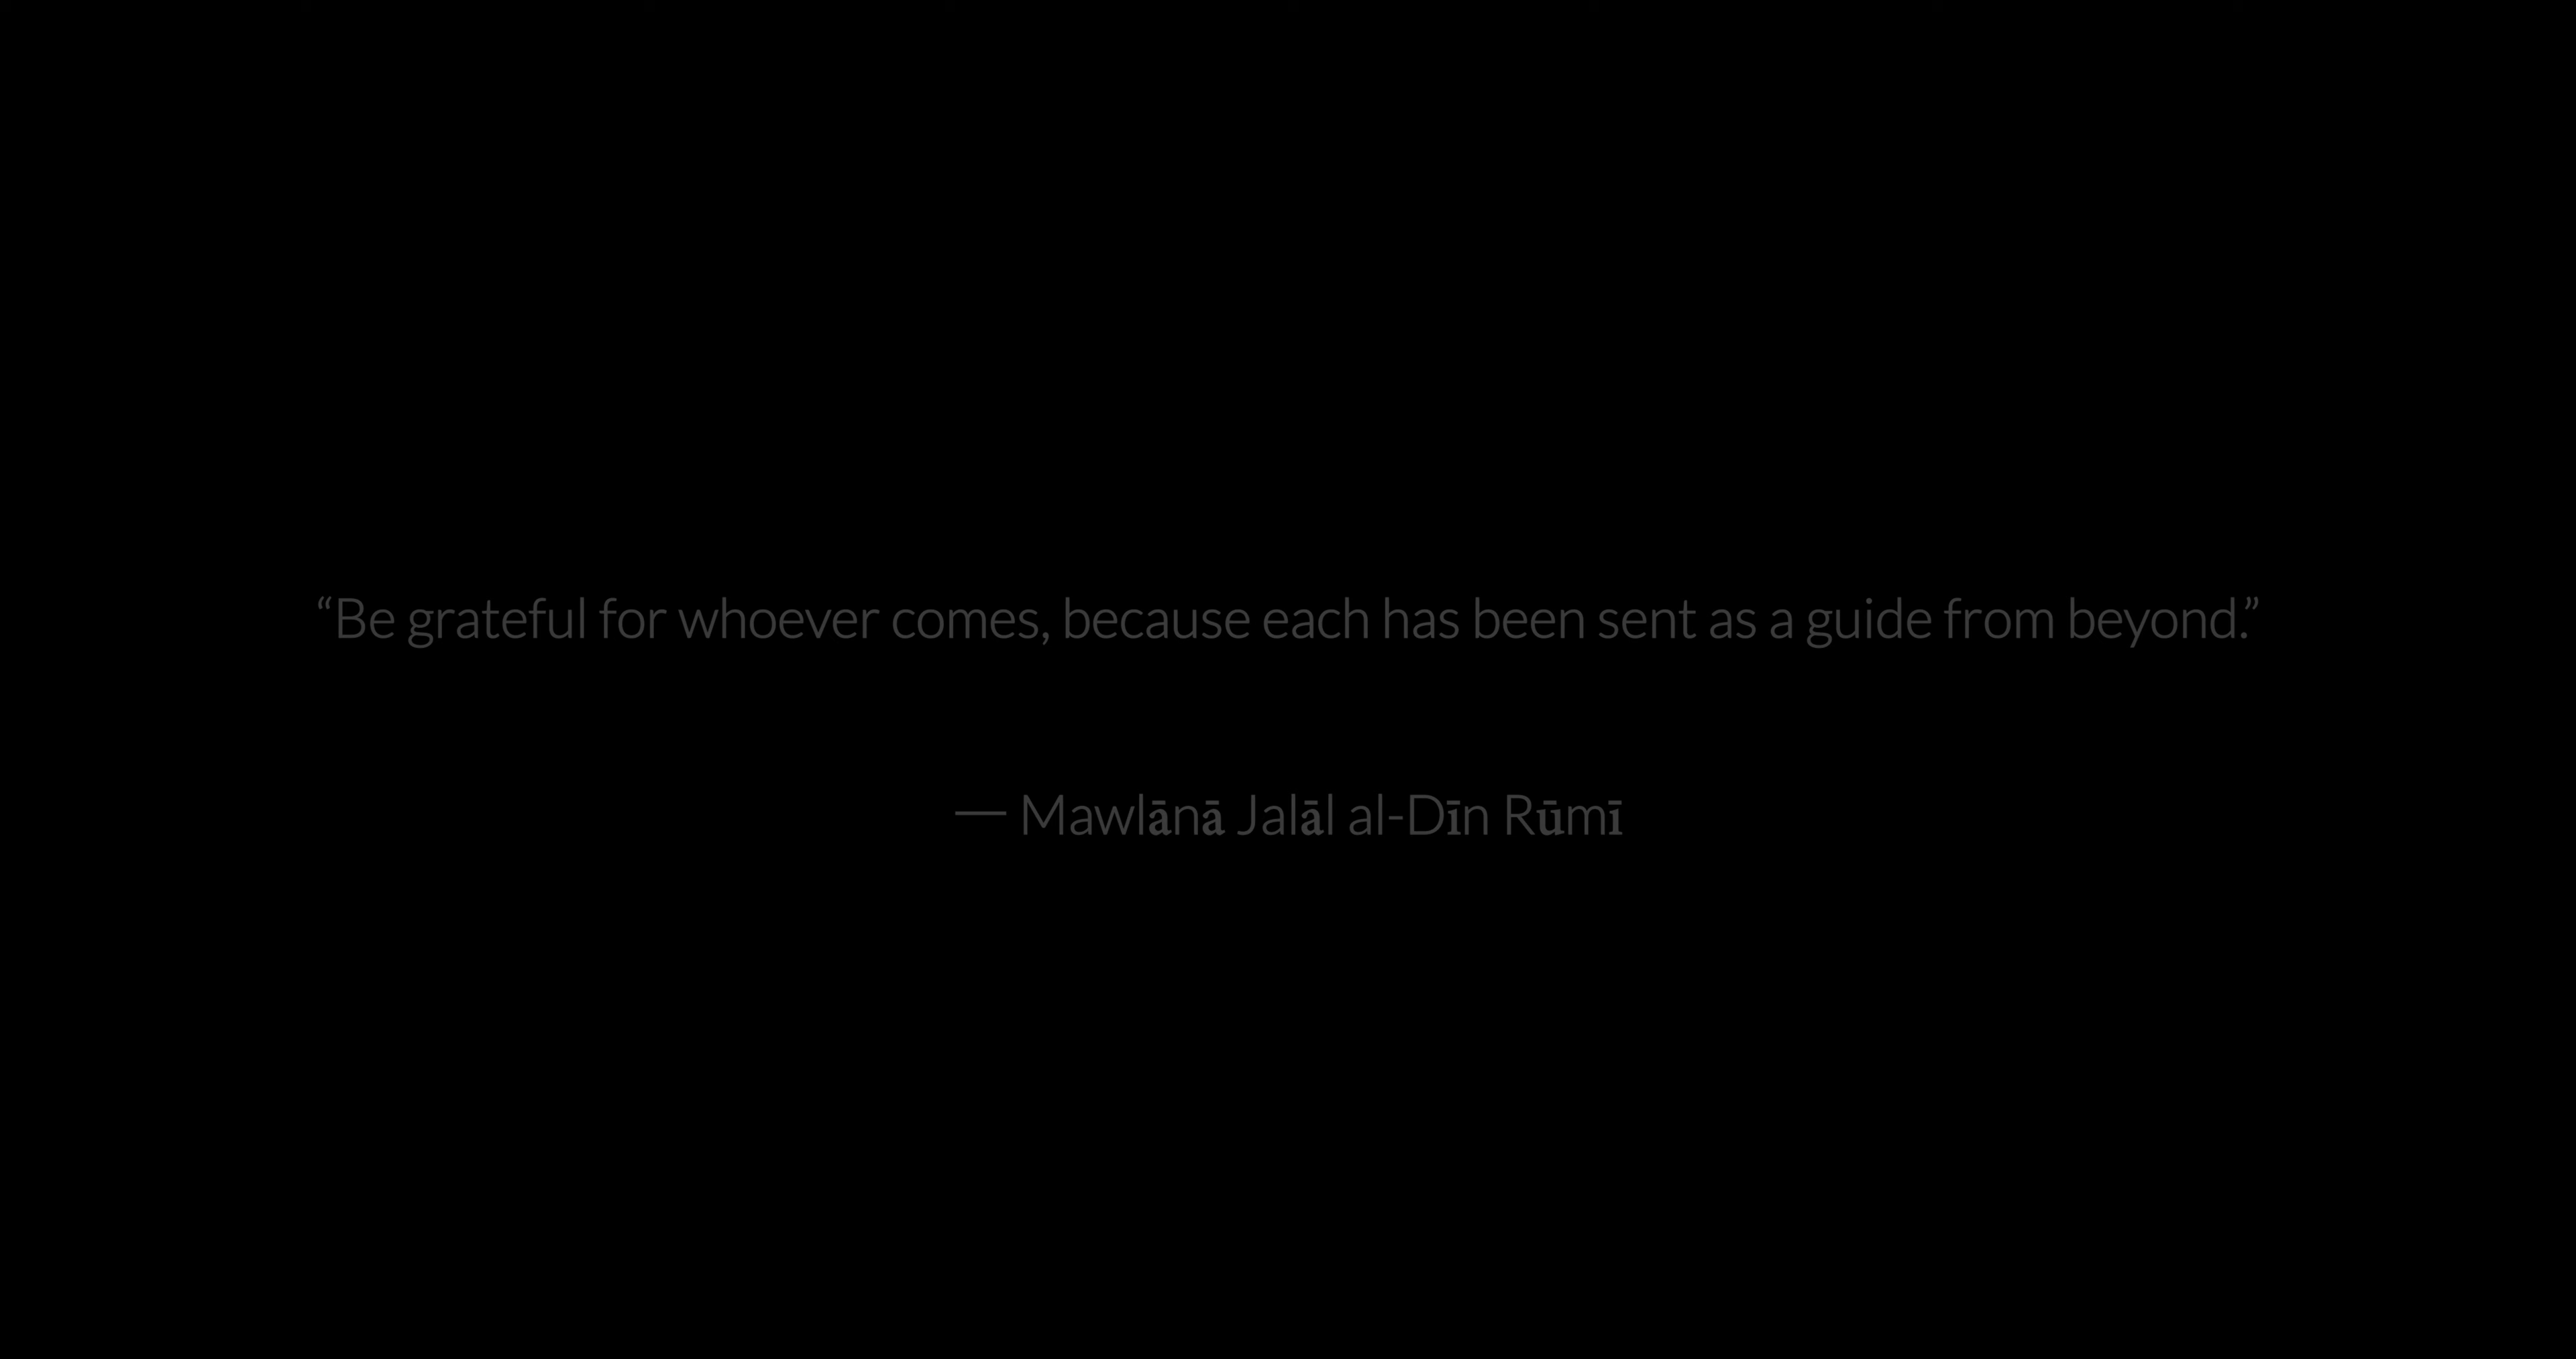 “Be grateful for whoever comes, because each has been sent as a guide from beyond.”
— Mawlānā Jalāl al-Dīn Rūmī